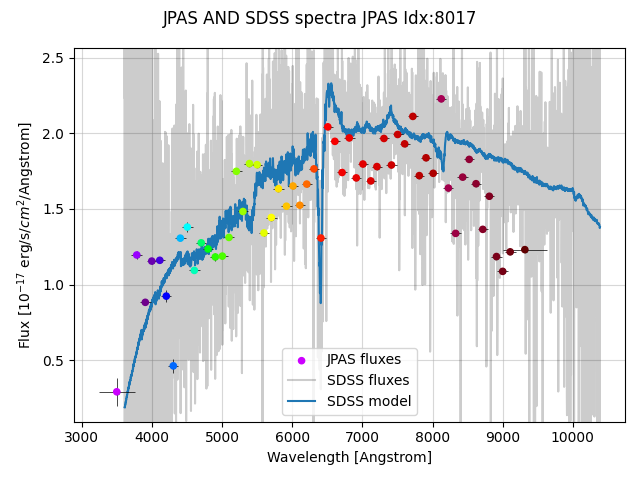 JPAS AND SDSS spectra JPAS Idx:8017
2.5
2.0
1.5
1.0
0.5
Flux [10⁻¹⁷ erg/s/cm²/Angstrom]
JPAS fluxes
SDSS fluxes
SDSS model
3000 4000 5000 6000 7000 8000 9000 10000
Wavelength [Angstrom]